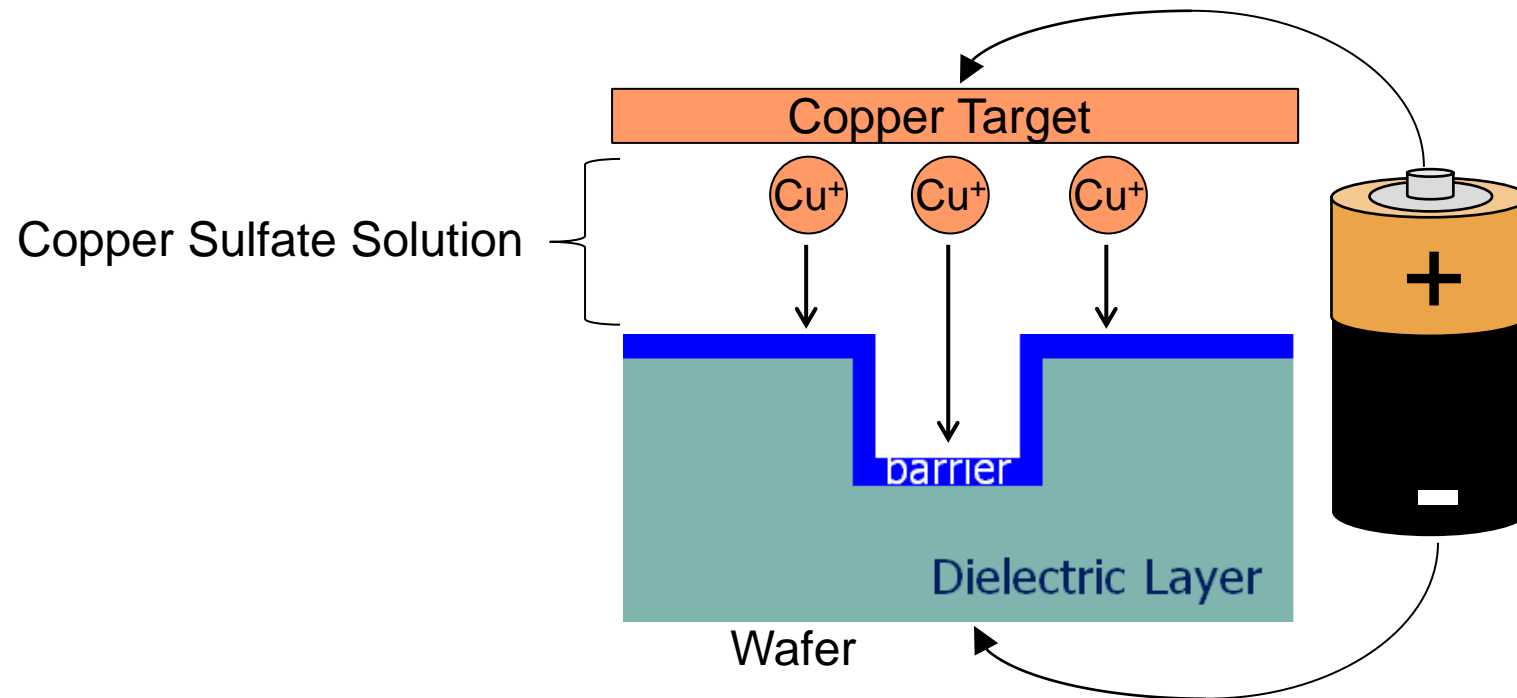 Copper Target
Cu⁺ Cu⁺ Cu⁺
Copper Sulfate Solution
+
barrier
-
Dielectric Layer
Wafer